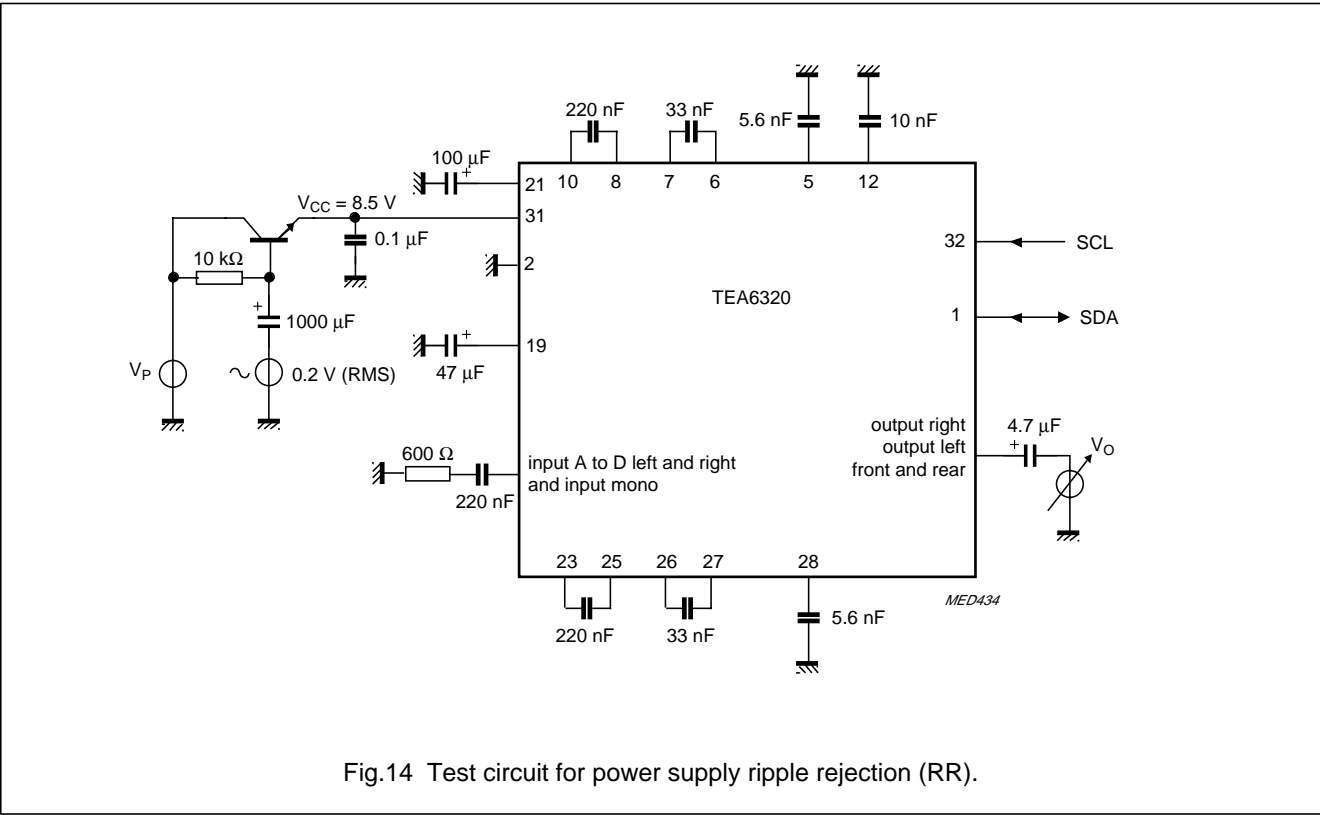 220 nF
33 nF
5.6 nF
10 nF
100 µF
+
21
10
8
7
6
5
12
VCC = 8.5 V
31
0.1 µF
32
SCL
10 kΩ
2
TEA6320
+
1000 µF
1
SDA
+
19
47 µF
VP
0.2 V (RMS)
output right
output left
front and rear
4.7 µF
+
VO
600 Ω
220 nF
input A to D left and right
and input mono
23
25
26
27
28
MED434
220 nF
33 nF
5.6 nF
Fig.14 Test circuit for power supply ripple rejection (RR).